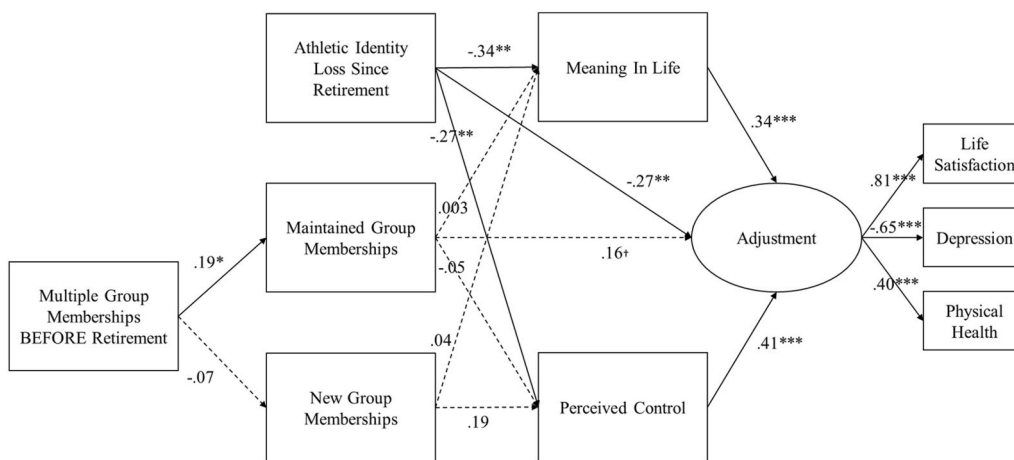 Athletic Identity
Loss Since
Retirement
-.34**
Meaning In Life
-.27**
.34***
Life
Satisfaction
.81***
-.27**
Maintained Group
Memberships
.003
-.05
.16†
Adjustment
-.65***
Depression
.40***
Physical
Health
.19*
Multiple Group
Memberships
BEFORE Retirement
-.07
New Group
Memberships
.04
.19
Perceived Control
.41***